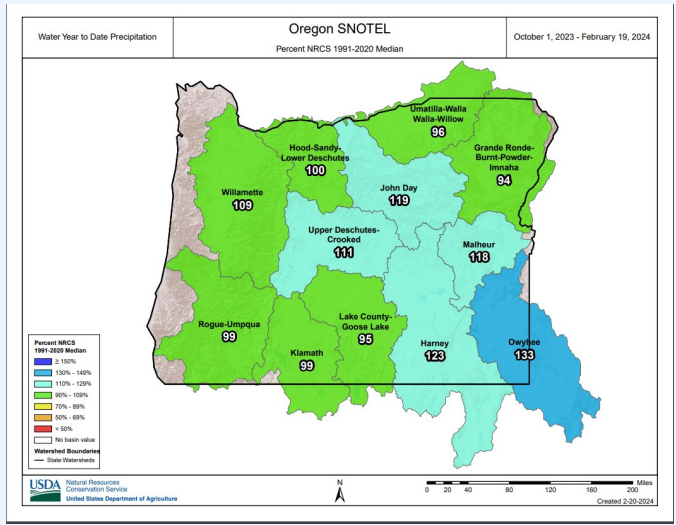 Water Year to Date Precipitation
Oregon SNOTEL
Percent NRCS 1991-2020 Median
October 1, 2023 - February 19, 2024
Umatilla-Walla
Walla-Willow
96
Hood-Sandy-
Lower Deschutes
100
Grande Ronde-
Burnt-Powder-
Imnaha
94
John Day
119
Willamette
109
Upper Deschutes-
Crooked
111
Malheur
118
Rogue-Umpqua
99
Klamath
99
Lake County-
Goose Lake
95
Harney
123
Owyhee
133
Percent NRCS
1991-2020 Median
≥ 150%
130% - 149%
110% - 129%
90% - 109%
70% - 89%
50% - 69%
< 50%
No basin value
Watershed Boundaries
State Watersheds
USDA
Natural Resources
Conservation Service
United States Department of Agriculture
N
0 20 40 80 120 160 200
Miles
Created 2-20-2024